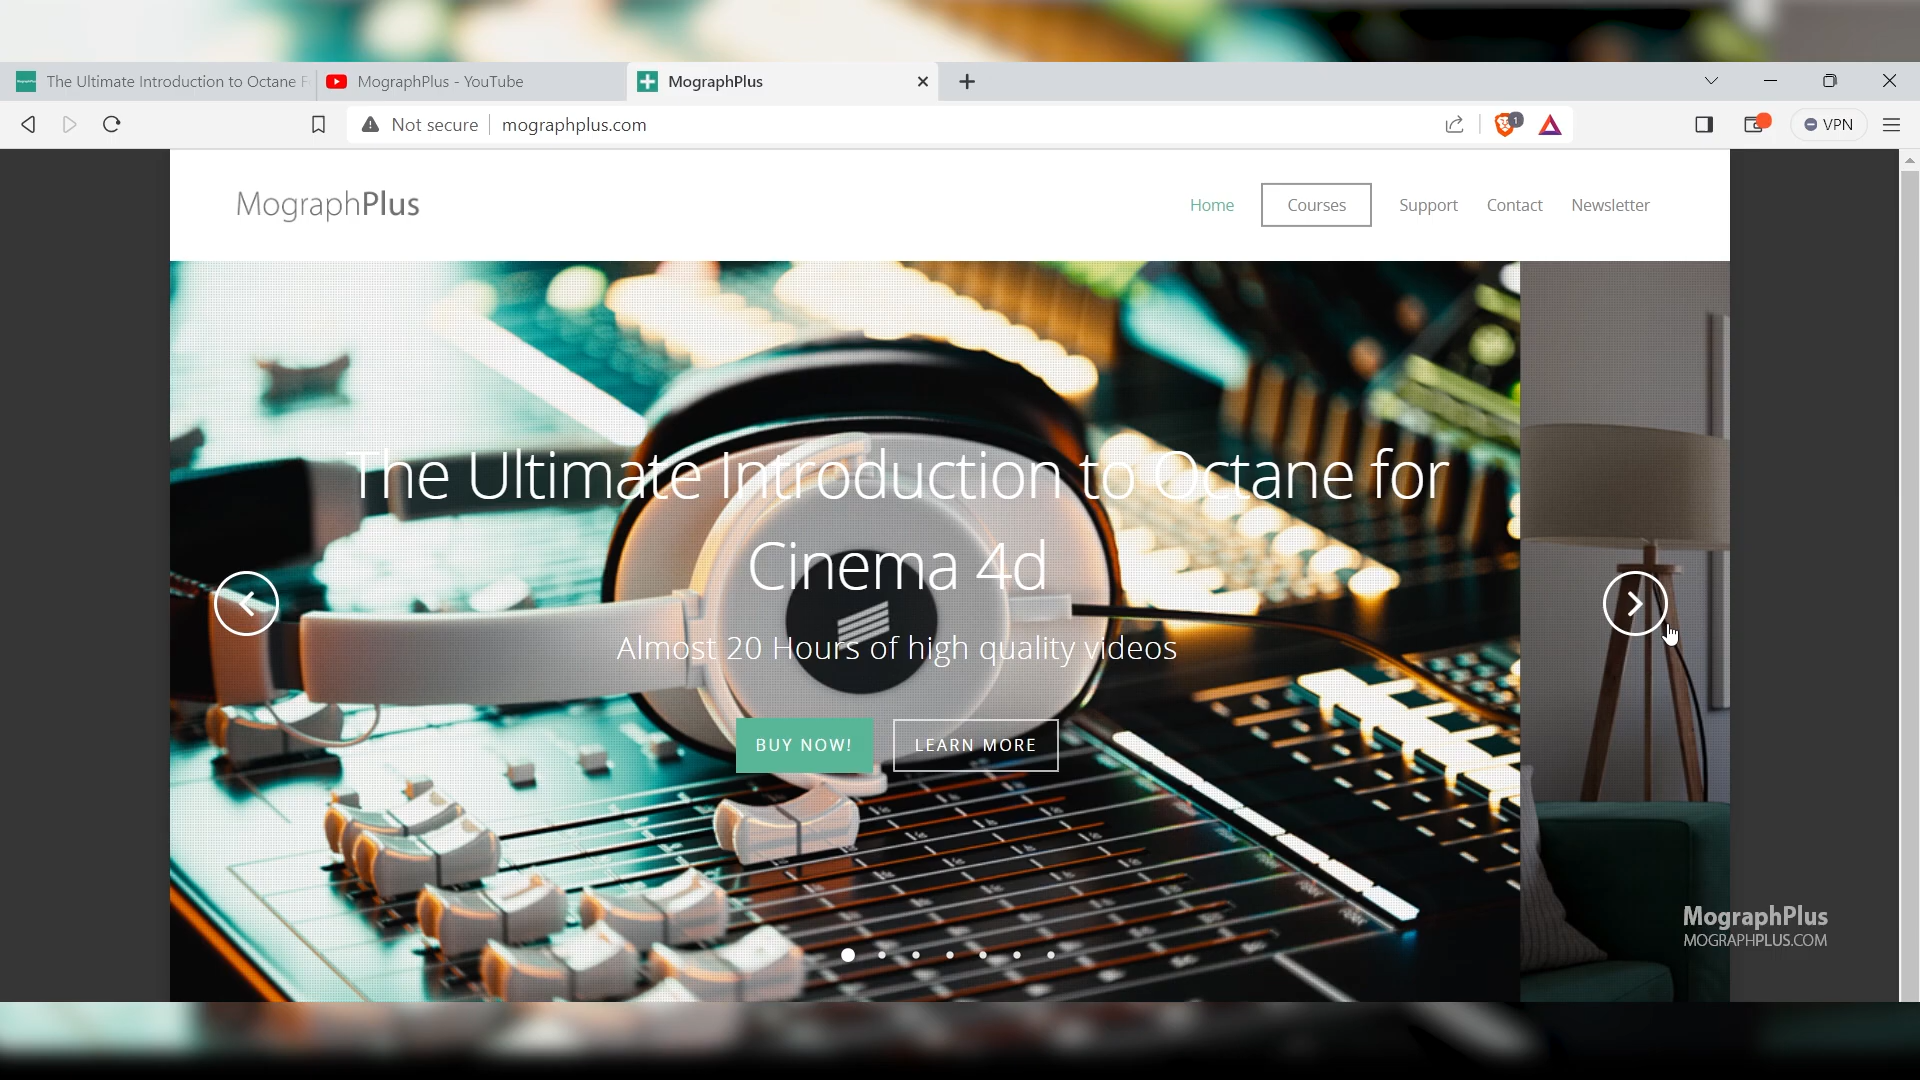 The Ultimate Introduction to Octane F
MographPlus - YouTube
MographPlus
Not secure
mographplus.com
1
VPN
MographPlus
Home
Courses
Support
Contact
Newsletter
The Ultimate Introduction to Octane for
Cinema 4d
Almost 20 Hours of high quality videos
BUY NOW!
LEARN MORE
MographPlus
MOGRAPHPLUS.COM